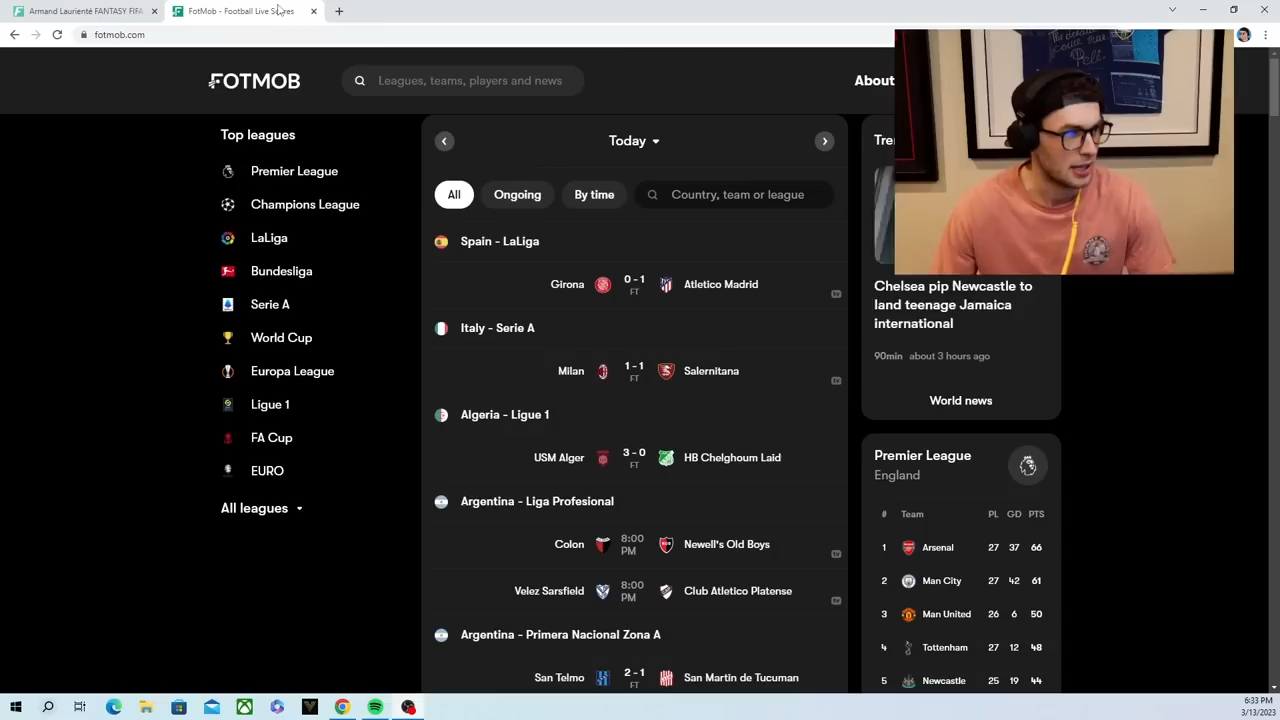 Armand Laurienté FANTASY FIFA
FotMob - Football Live Scores
fotmob.com
FOTMOB
Leagues, teams, players and news
About
Top leagues
Premier League
Champions League
LaLiga
Bundesliga
Serie A
World Cup
Europa League
Ligue 1
FA Cup
EURO
All leagues
Today
All
Ongoing
By time
Country, team or league
Spain - LaLiga
Girona 0 - 1 Atletico Madrid
FT
Italy - Serie A
Milan 1 - 1 Salernitana
FT
Algeria - Ligue 1
USM Alger 3 - 0 HB Chelghoum Laid
FT
Argentina - Liga Profesional
Colon 8:00 PM Newell's Old Boys
Velez Sarsfield 8:00 PM Club Atletico Platense
Argentina - Primera Nacional Zona A
San Telmo 2 - 1 San Martin de Tucuman
Chelsea pip Newcastle to
land teenage Jamaica
international
90min about 3 hours ago
World news
Premier League
England
# Team PL GD PTS
1 Arsenal 27 37 66
2 Man City 27 42 61
3 Man United 26 6 50
4 Tottenham 27 12 48
5 Newcastle 25 19 44
6:33 PM
3/13/2023